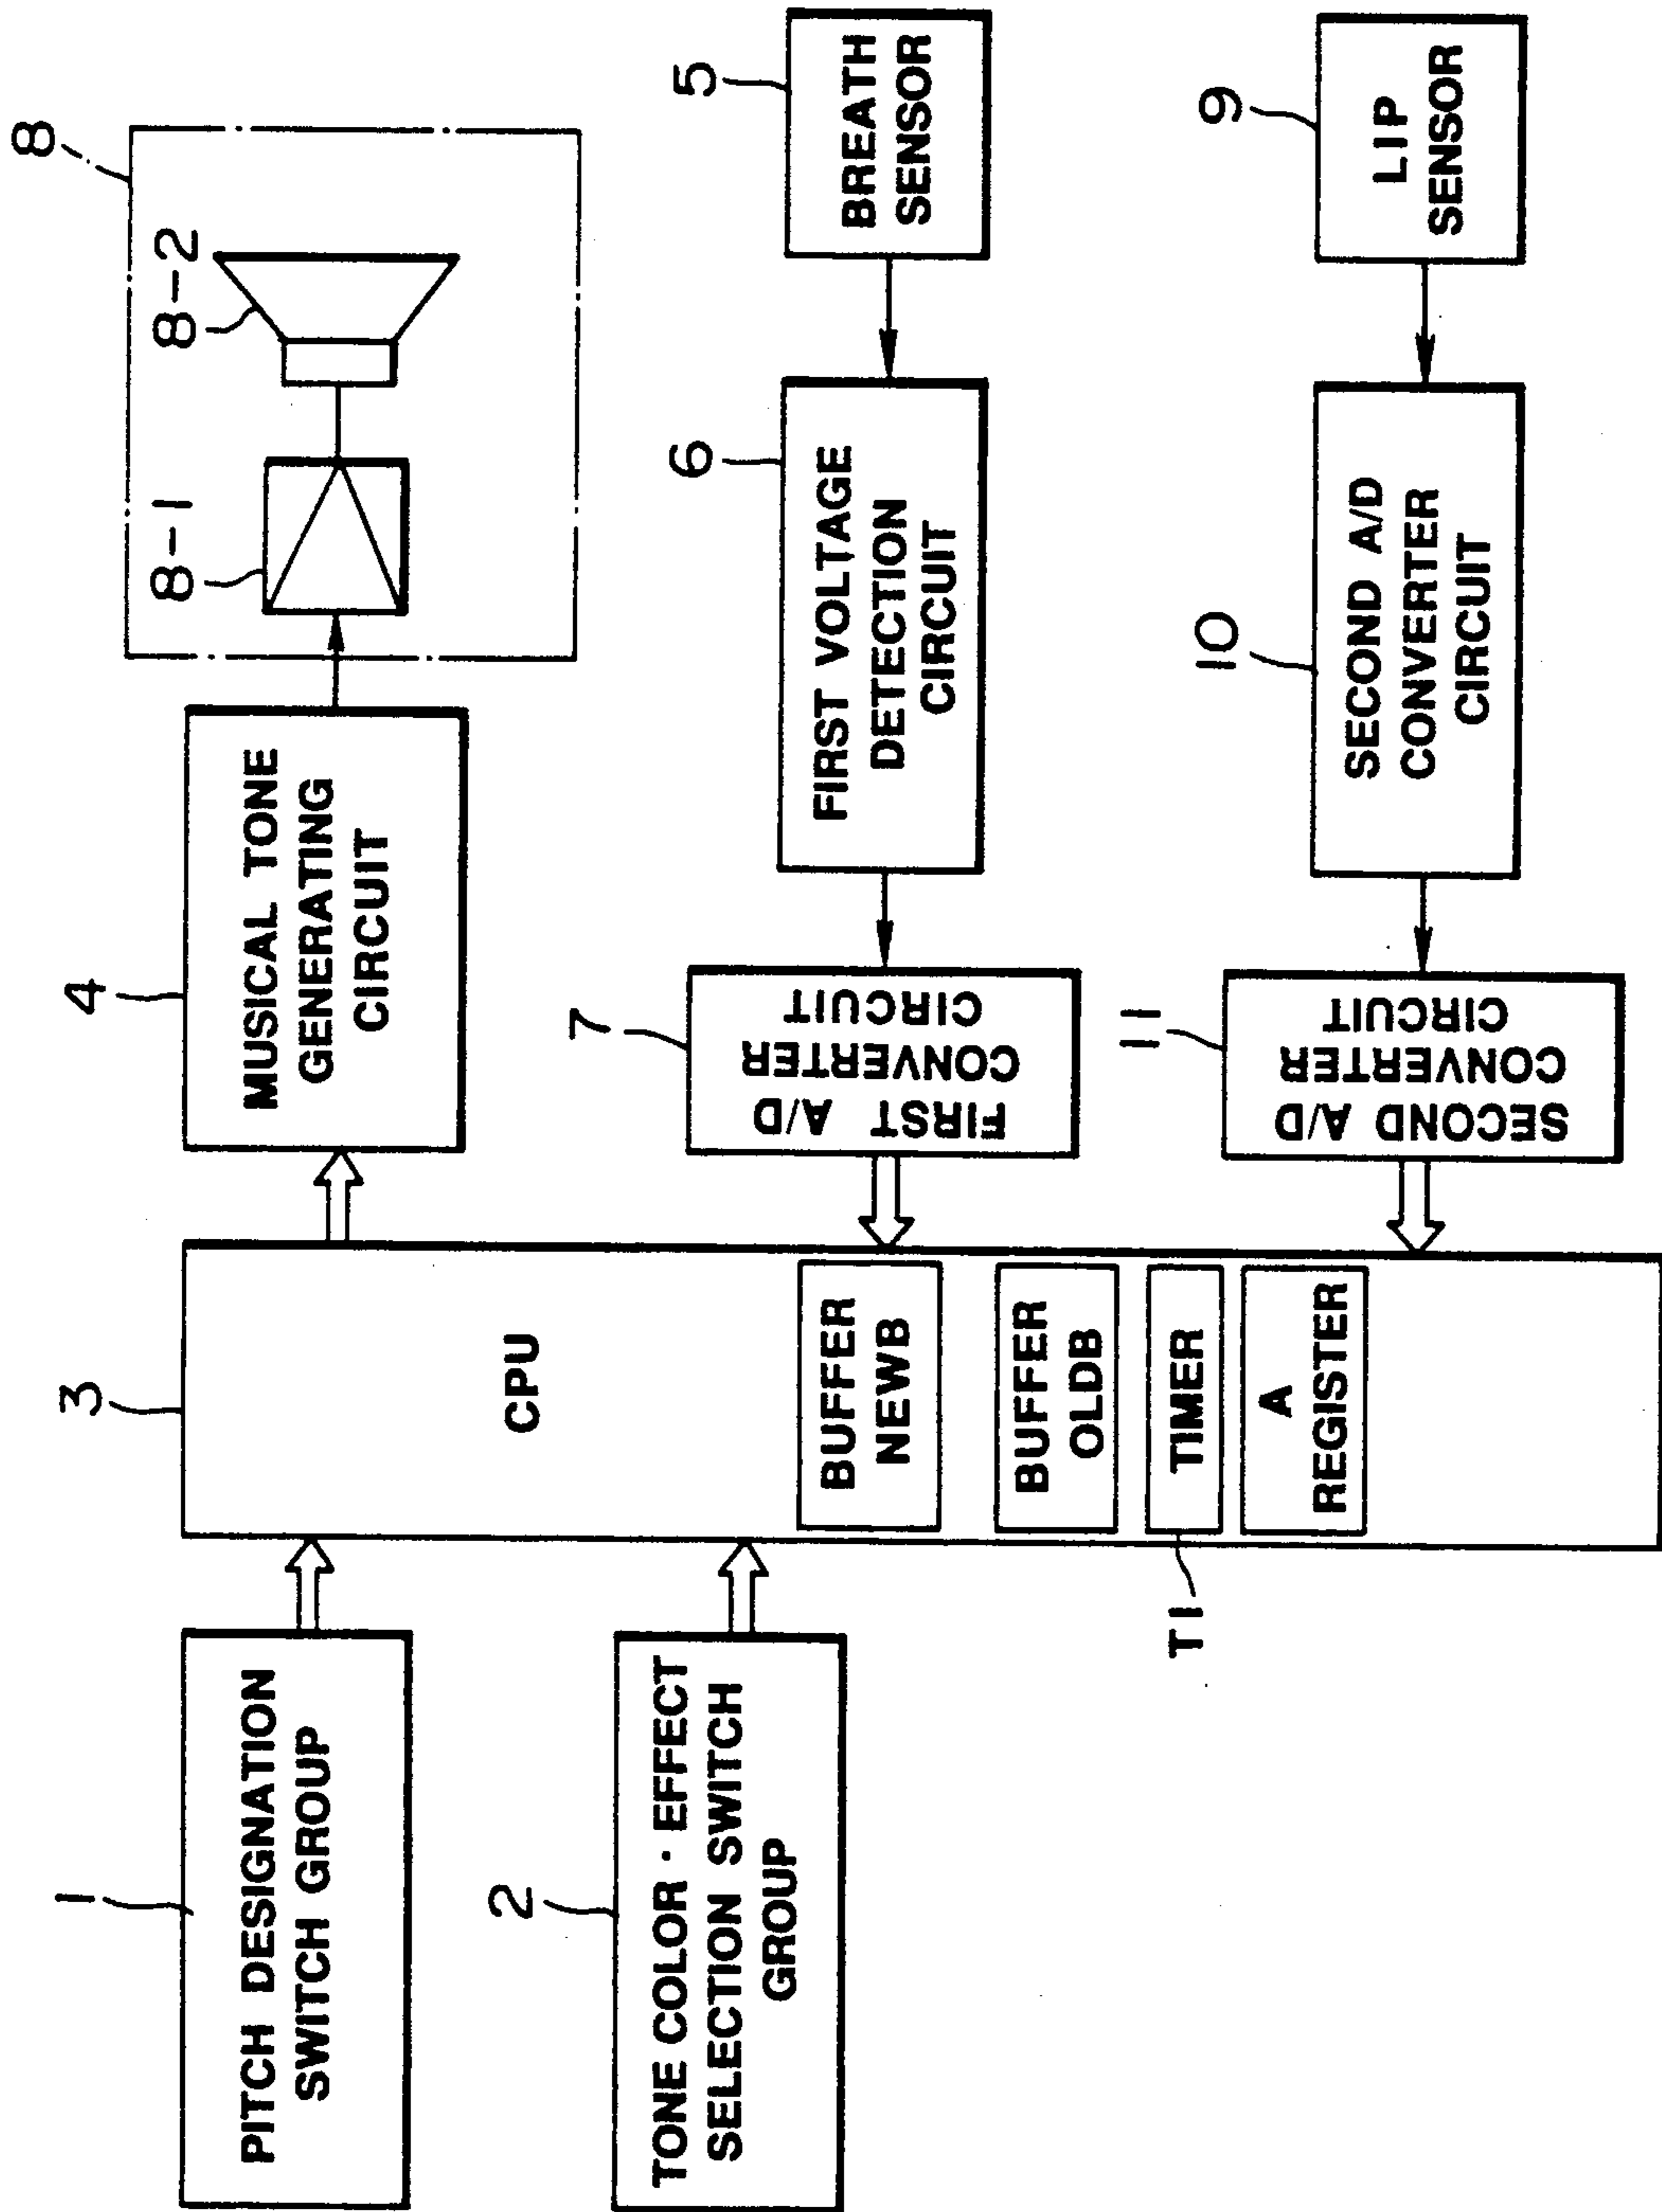 1
PITCH DESIGNATION
SWITCH GROUP
2
TONE COLOR · EFFECT
SELECTION SWITCH
GROUP
3
CPU
BUFFER
NEWB
BUFFER
OLDB
TIMER
T1
A
REGISTER
4
MUSICAL TONE
GENERATING
CIRCUIT
8
8-1
8-2
7
FIRST A/D
CONVERTER
CIRCUIT
6
FIRST VOLTAGE
DETECTION
CIRCUIT
5
BREATH
SENSOR
11
SECOND A/D
CONVERTER
CIRCUIT
10
SECOND A/D
CONVERTER
CIRCUIT
9
LIP
SENSOR